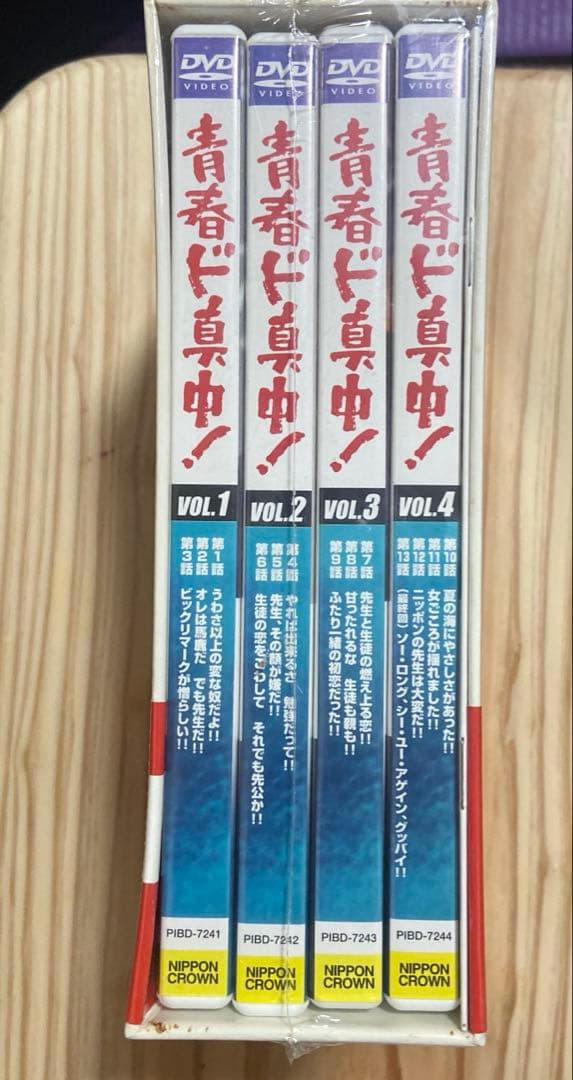 DVD
VIDEO
青春ド真中!
VOL.1
第1話 うわさ以上の変な奴だよ!!
第2話 オレは馬鹿だ でも先生だ!!
第3話 ビックリマークが憎らしい!!
PIBD-7241
NIPPON
CROWN
DVD
VIDEO
青春ド真中!
VOL.2
第4話 やれば出来るさ 勉強だって!!
第5話 先生、その顔が嫌だ!!
第6話 生徒の恋をこわして それでも先公か!!
PIBD-7242
NIPPON
CROWN
DVD
VIDEO
青春ド真中!
VOL.3
第7話 先生と生徒の燃え上る恋!!
第8話 甘ったれるな 生徒も親も!!
第9話 ふたり一緒の初恋だった!!
PIBD-7243
NIPPON
CROWN
DVD
VIDEO
青春ド真中!
VOL.4
第10話 夏の海にやさしさがあった!!
第11話 女ごころが揺れました!!
第12話 ニッポンの先生は大変だ!!
第13話 (最終回) ソー・ロング、シー・ユー・アゲイン、グッバイ!!
PIBD-7244
NIPPON
CROWN